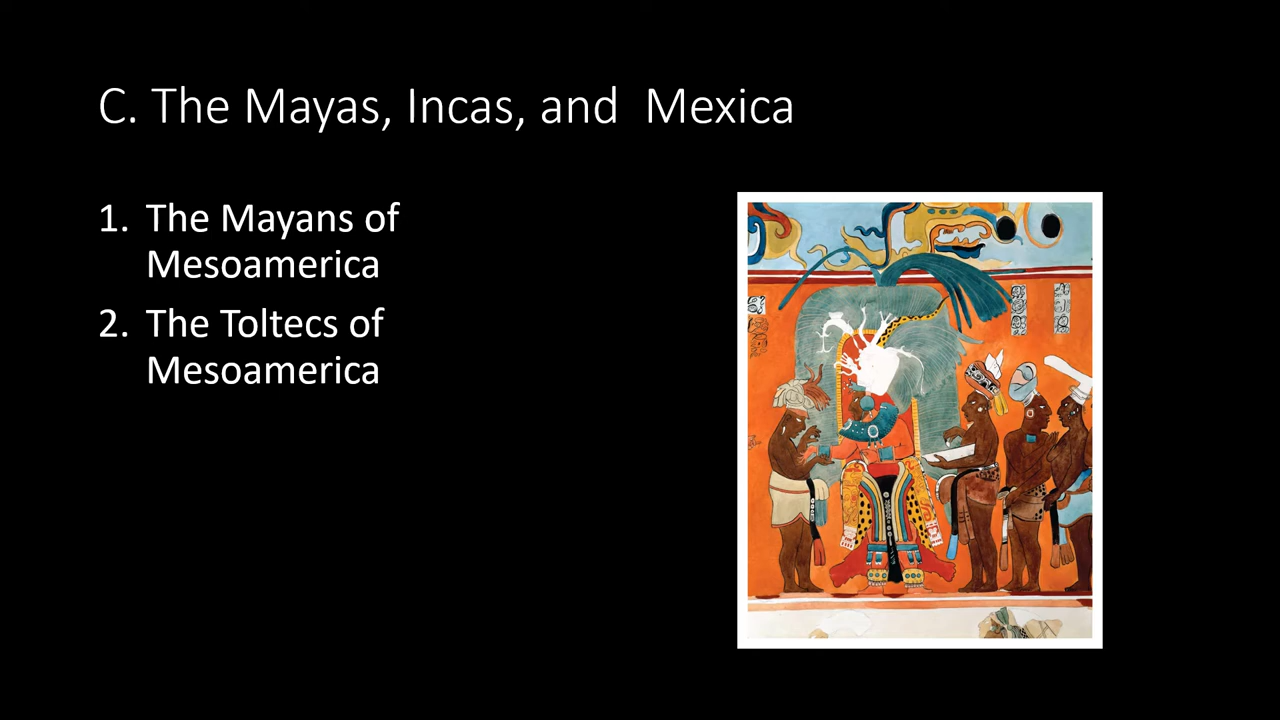 C. The Mayas, Incas, and  Mexica
1. The Mayans of
Mesoamerica
2. The Toltecs of
Mesoamerica